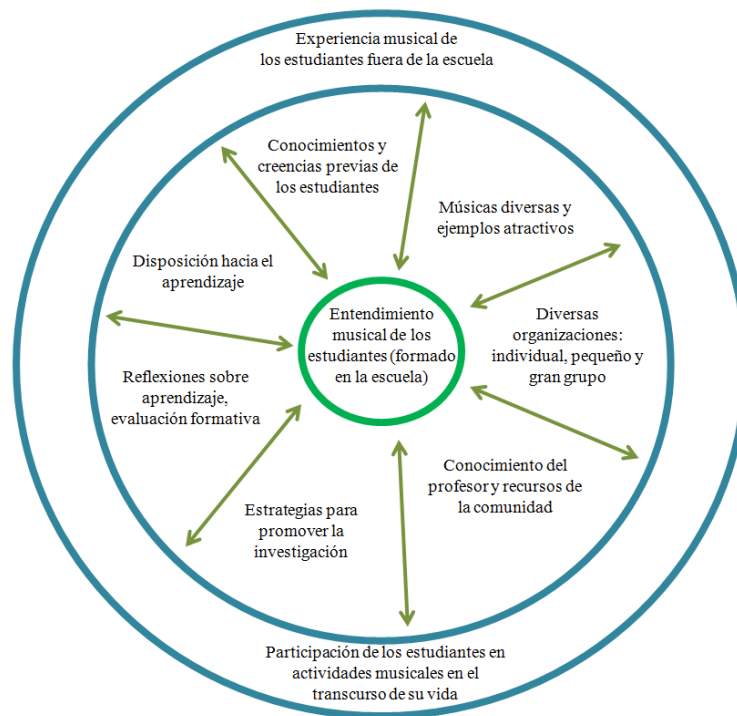 Experiencia musical de
los estudiantes fuera de la escuela
Conocimientos y
creencias previas de
los estudiantes
Músicas diversas y
ejemplos atractivos
Disposición hacia el
aprendizaje
Entendimiento
musical de los
estudiantes (formado
en la escuela)
Diversas
organizaciones:
individual, pequeño y
gran grupo
Reflexiones sobre
aprendizaje,
evaluación formativa
Conocimiento del
profesor y recursos de
la comunidad
Estrategias para
promover la
investigación
Participación de los estudiantes en
actividades musicales en el
transcurso de su vida